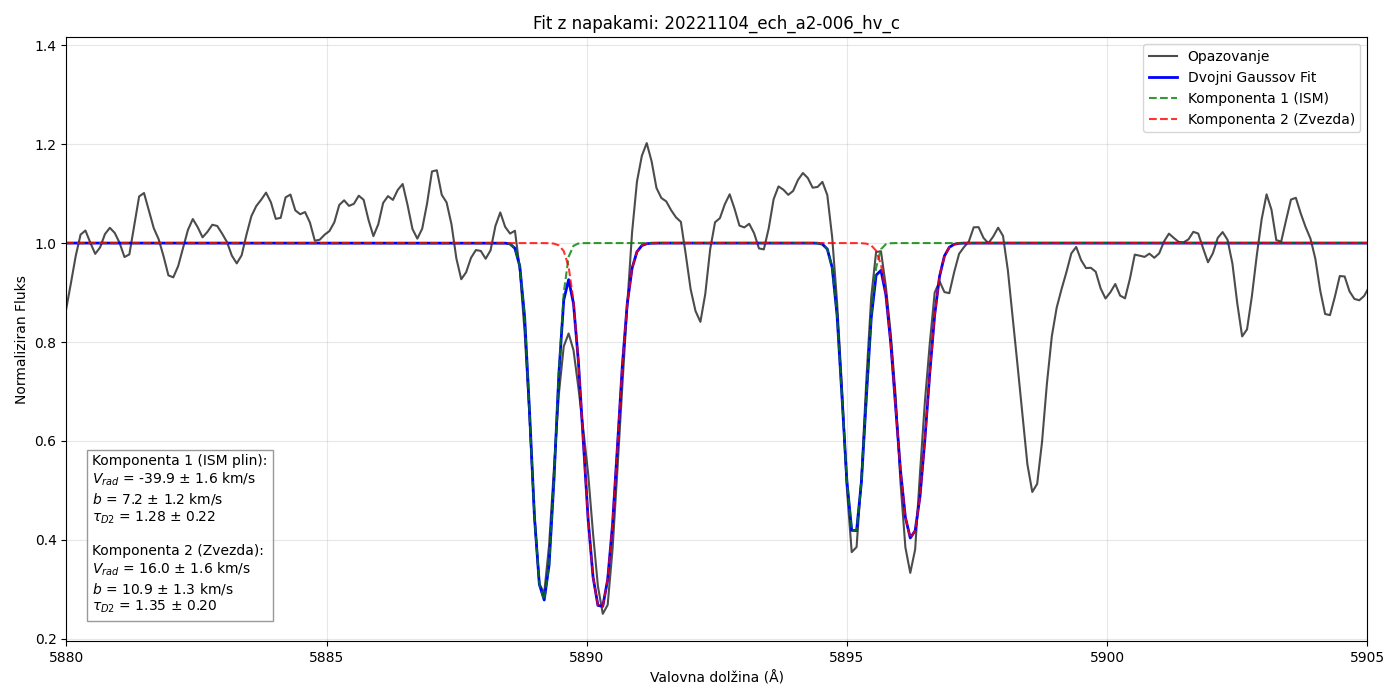 Fit z napakami: 20221104_ech_a2-006_hv_c
Normaliziran Fluks
1.4
1.2
1.0
0.8
0.6
0.4
0.2
Opazovanje
Dvojni Gaussov Fit
Komponenta 1 (ISM)
Komponenta 2 (Zvezda)
Komponenta 1 (ISM plin):
V_rad = -39.9 ± 1.6 km/s
b = 7.2 ± 1.2 km/s
τ_D2 = 1.28 ± 0.22
Komponenta 2 (Zvezda):
V_rad = 16.0 ± 1.6 km/s
b = 10.9 ± 1.3 km/s
τ_D2 = 1.35 ± 0.20
5880 5885 5890 5895 5900 5905
Valovna dolžina (Å)